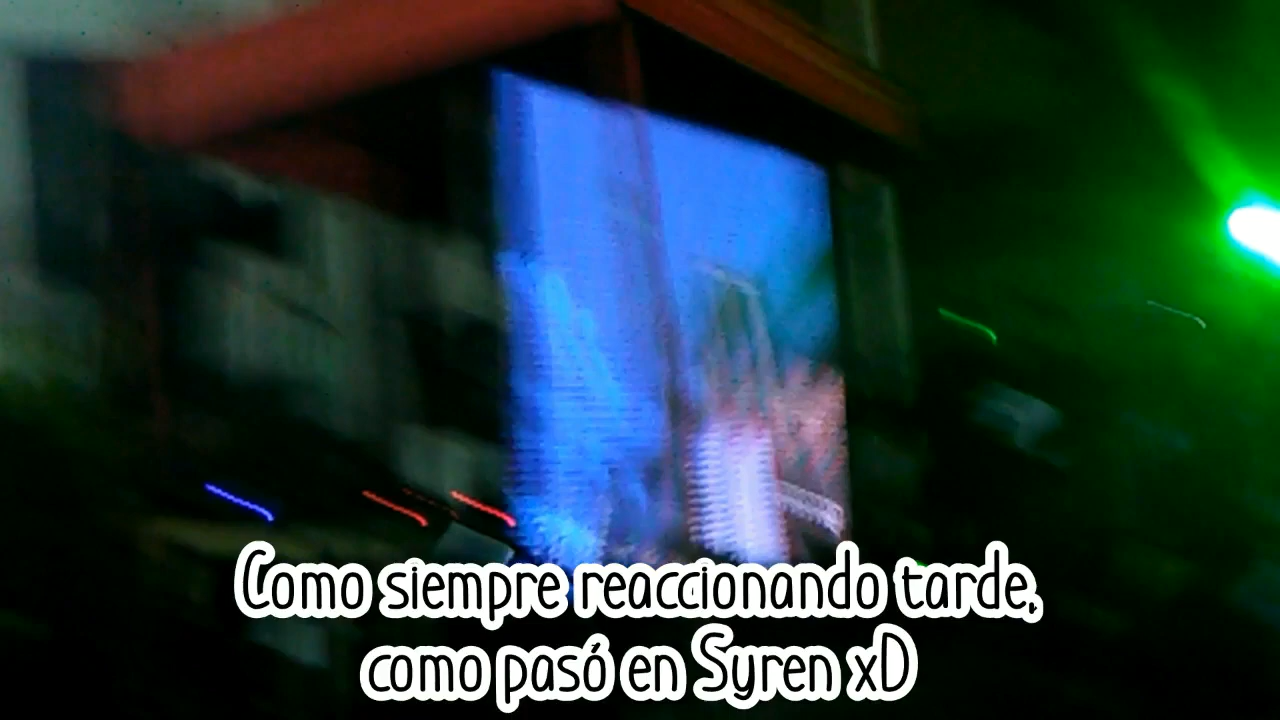 Como siempre reaccionando tarde,
como pasó en Syren xD